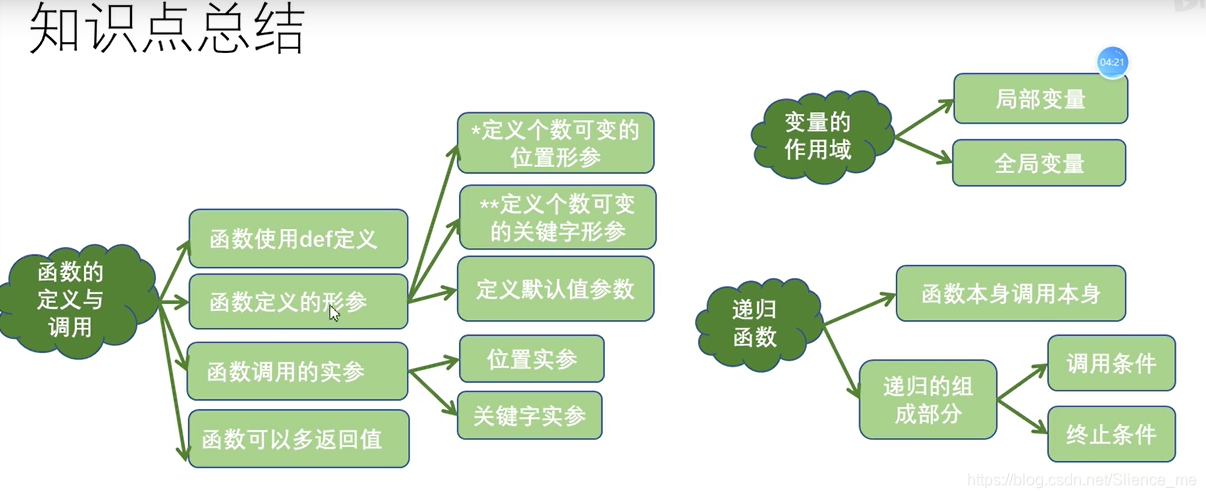 知识点总结
04:21
函数的
定义与
调用
函数使用def定义
函数定义的形参
函数调用的实参
函数可以多返回值
*定义个数可变的
位置形参
**定义个数可变
的关键字形参
定义默认值参数
位置实参
关键字实参
变量的
作用域
局部变量
全局变量
递归
函数
函数本身调用本身
递归的组
成部分
调用条件
终止条件
https://blog.csdn.net/Slience_me